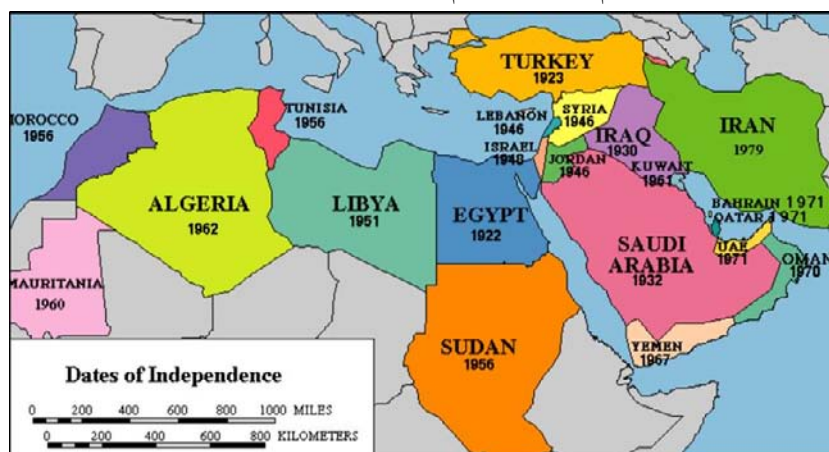 TURKEY
1923
MOROCCO
1956
TUNISIA
1956
LEBANON
1946
SYRIA
1946
ISRAEL
1948
JORDAN
1946
IRAQ
1930
IRAN
1979
KUWAIT
1961
ALGERIA
1962
LIBYA
1951
EGYPT
1922
BAHRAIN 1971
QATAR 1971
UAE
1971
OMAN
1970
SAUDI
ARABIA
1932
MAURITANIA
1960
SUDAN
1956
YEMEN
1967
Dates of Independence
0 200 400 600 800 1000 MILES
0 200 400 600 800 KILOMETERS